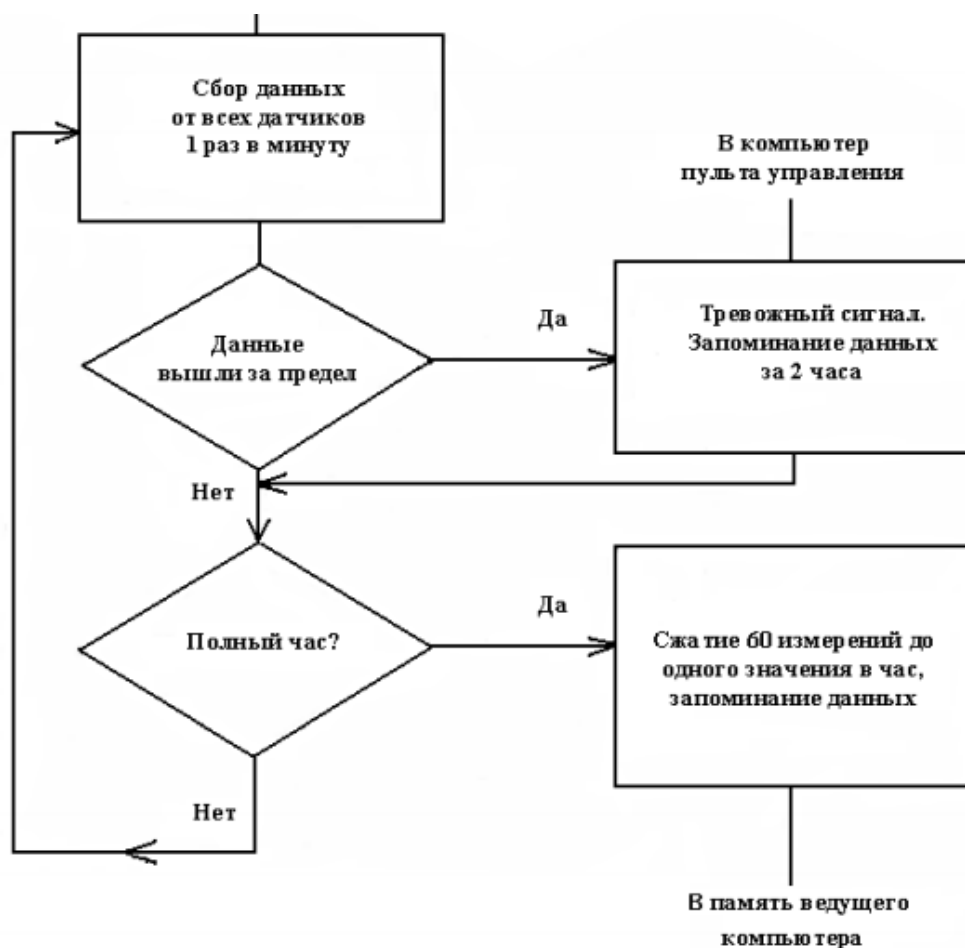 Сбор данных
от всех датчиков
1 раз в минуту
В компьютер
пульта управления
Данные
вышли за предел
Да
Тревожный сигнал.
Запоминание данных
за 2 часа
Нет
Полный час?
Да
Сжатие 60 измерений до
одного значения в час,
запоминание данных
Нет
В память ведущего
компьютера